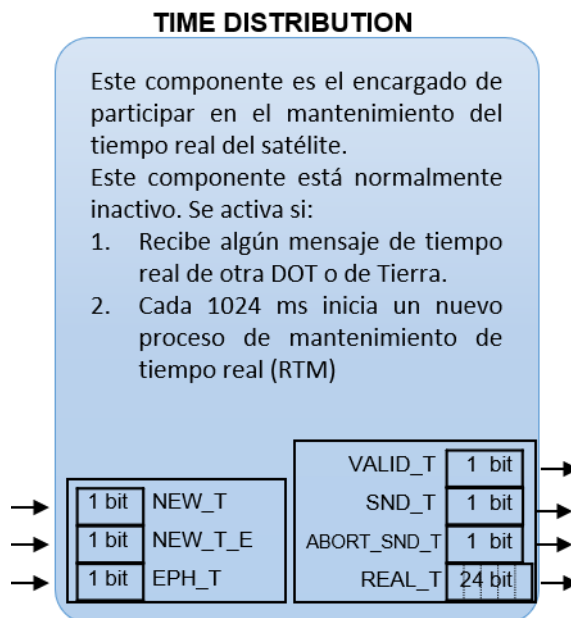 TIME DISTRIBUTION
Este componente es el encargado de
participar en el mantenimiento del
tiempo real del satélite.
Este componente está normalmente
inactivo. Se activa si:
1. Recibe algún mensaje de tiempo
real de otra DOT o de Tierra.
2. Cada 1024 ms inicia un nuevo
proceso de mantenimiento de
tiempo real (RTM)
1 bit NEW_T
1 bit NEW_T_E
1 bit EPH_T
VALID_T 1 bit
SND_T 1 bit
ABORT_SND_T 1 bit
REAL_T 24 bit